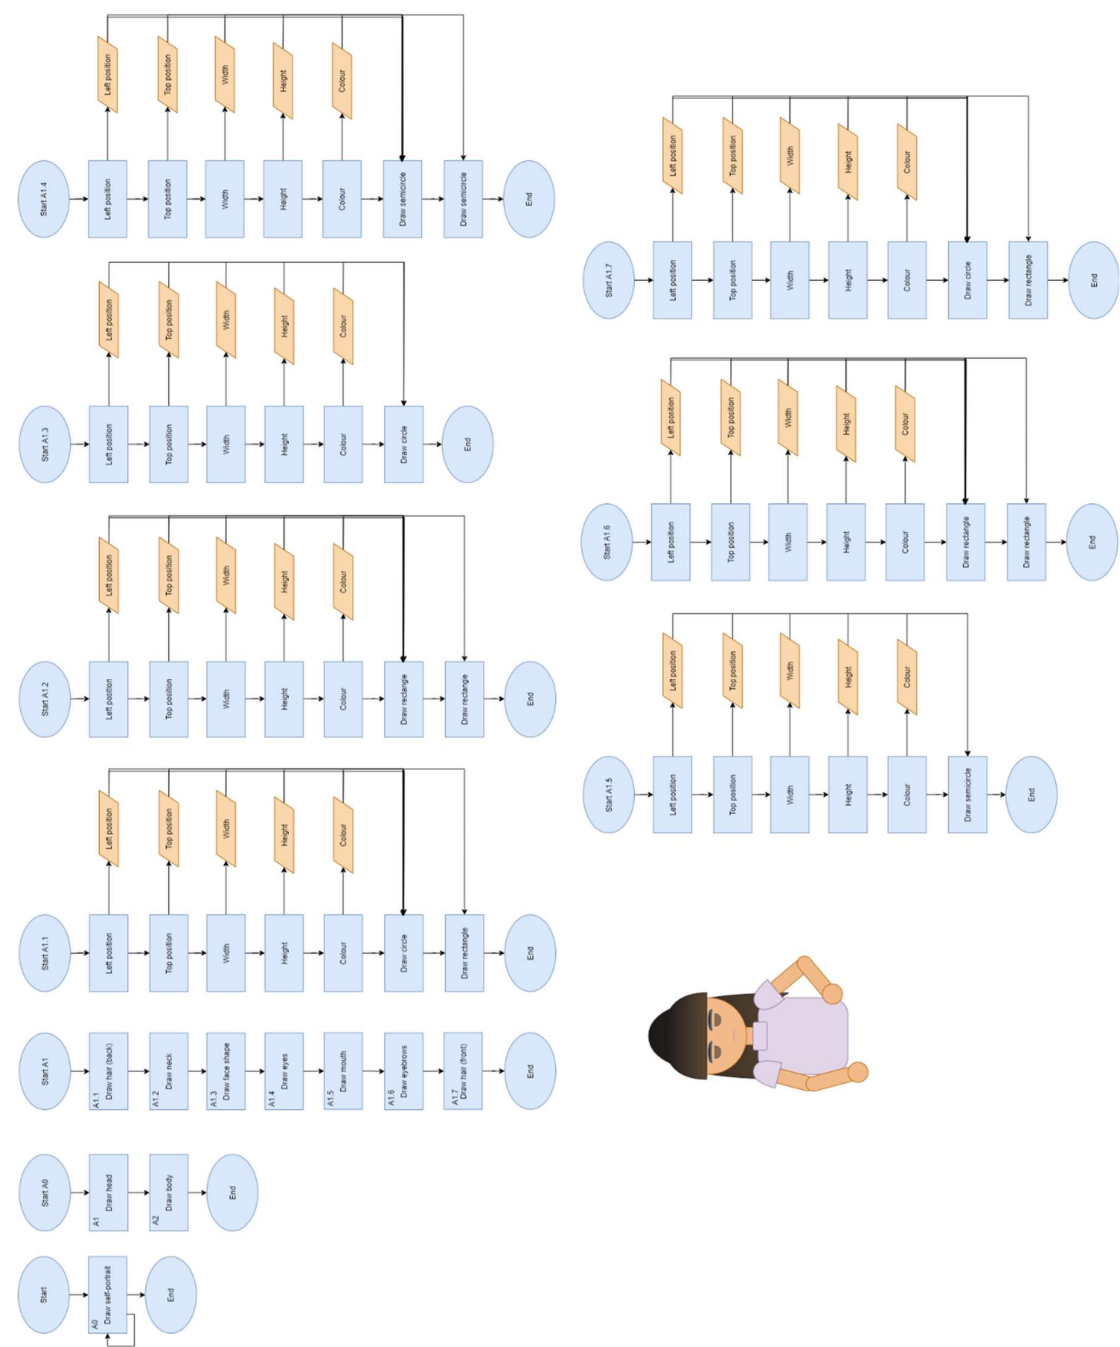 Start
A0
Draw self-portrait
End
Start A0
A1
Draw head
A2
Draw body
End
Start A1
A1.1
Draw hair (back)
A1.2
Draw neck
A1.3
Draw face shape
A1.4
Draw eyes
A1.5
Draw mouth
A1.6
Draw eyebrows
A1.7
Draw hair (front)
End
Start A1.1
Left position
Left position
Top position
Top position
Width
Width
Height
Height
Colour
Colour
Draw circle
Draw rectangle
End
Start A1.2
Left position
Left position
Top position
Top position
Width
Width
Height
Height
Colour
Colour
Draw rectangle
Draw rectangle
End
Start A1.3
Left position
Left position
Top position
Top position
Width
Width
Height
Height
Colour
Colour
Draw circle
End
Start A1.4
Left position
Left position
Top position
Top position
Width
Width
Height
Height
Colour
Colour
Draw semicircle
Draw semicircle
End
Start A1.5
Left position
Left position
Top position
Top position
Width
Width
Height
Height
Colour
Colour
Draw semicircle
End
Start A1.6
Left position
Left position
Top position
Top position
Width
Width
Height
Height
Colour
Colour
Draw rectangle
Draw rectangle
End
Start A1.7
Left position
Left position
Top position
Top position
Width
Width
Height
Height
Colour
Colour
Draw circle
Draw rectangle
End